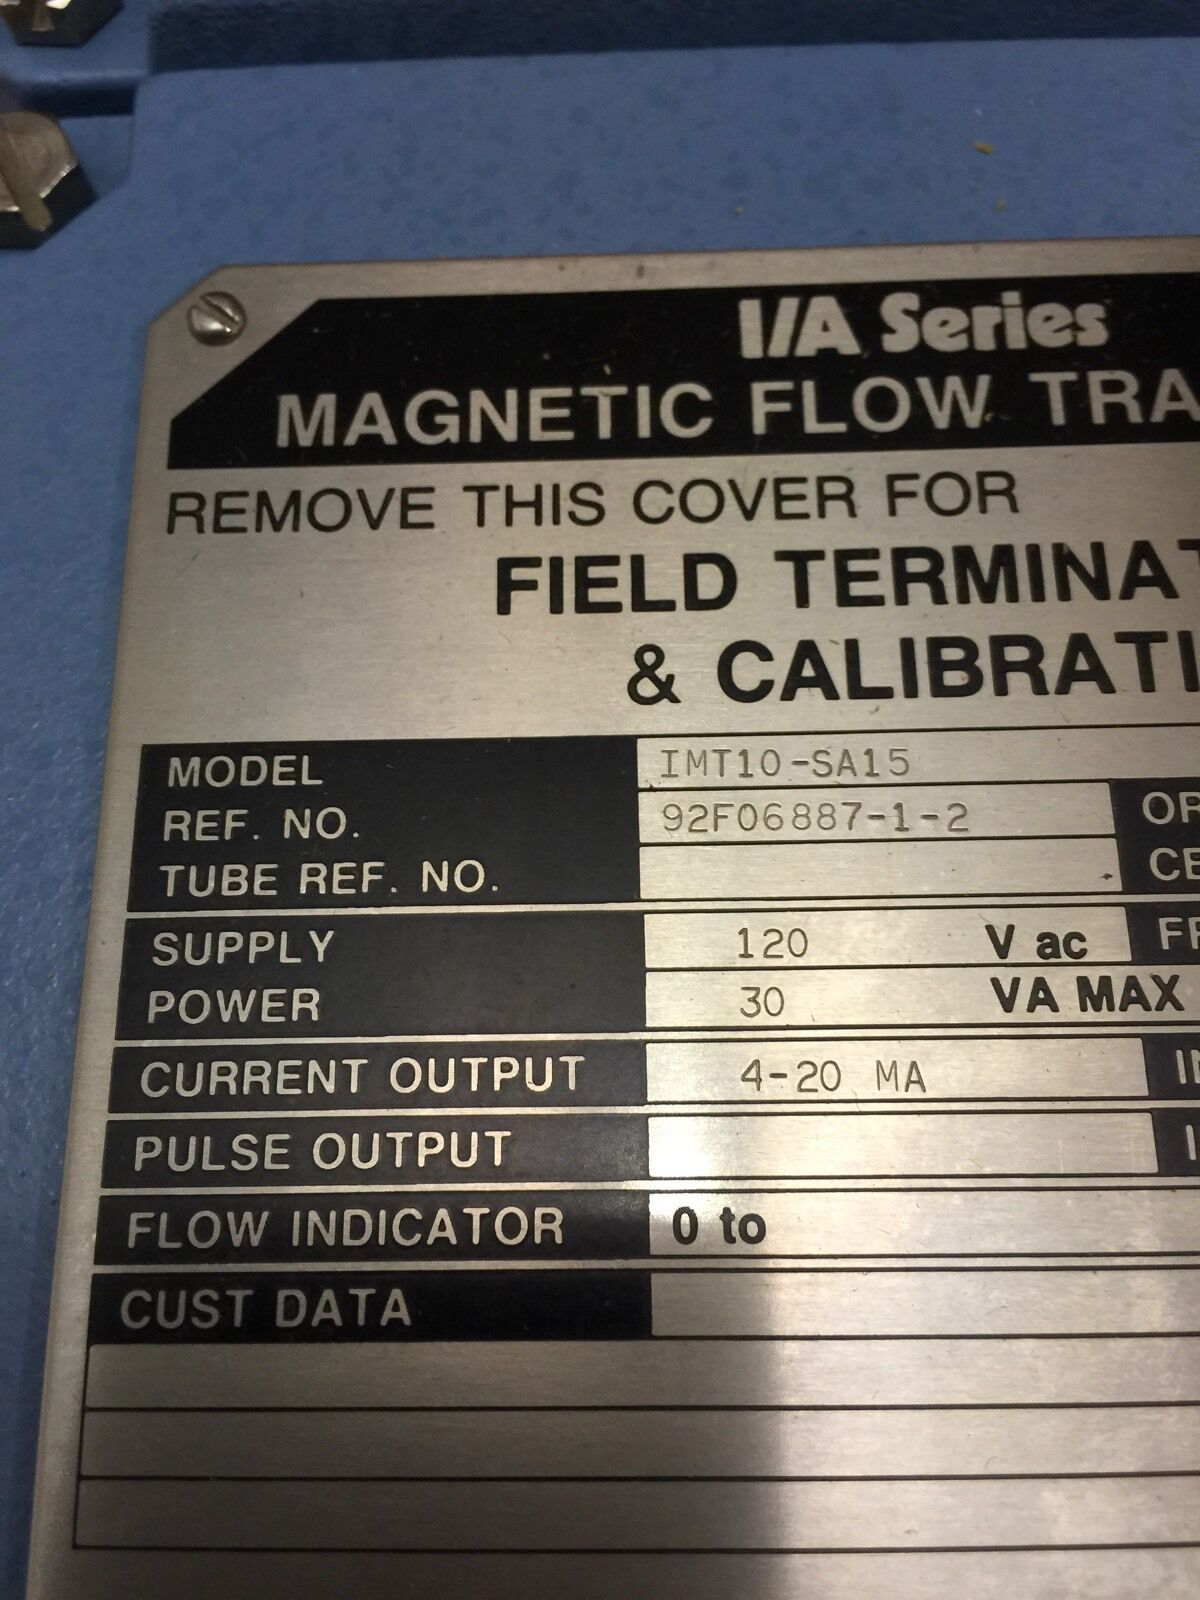 I/A Series
MAGNETIC FLOW TRA
REMOVE THIS COVER FOR
FIELD TERMINAT
& CALIBRATI
MODEL IMT10-SA15
REF. NO. 92F06887-1-2 OR
TUBE REF. NO. CE
SUPPLY 120 V ac FR
POWER 30 VA MAX
CURRENT OUTPUT 4-20 MA
PULSE OUTPUT
FLOW INDICATOR 0 to
CUST DATA